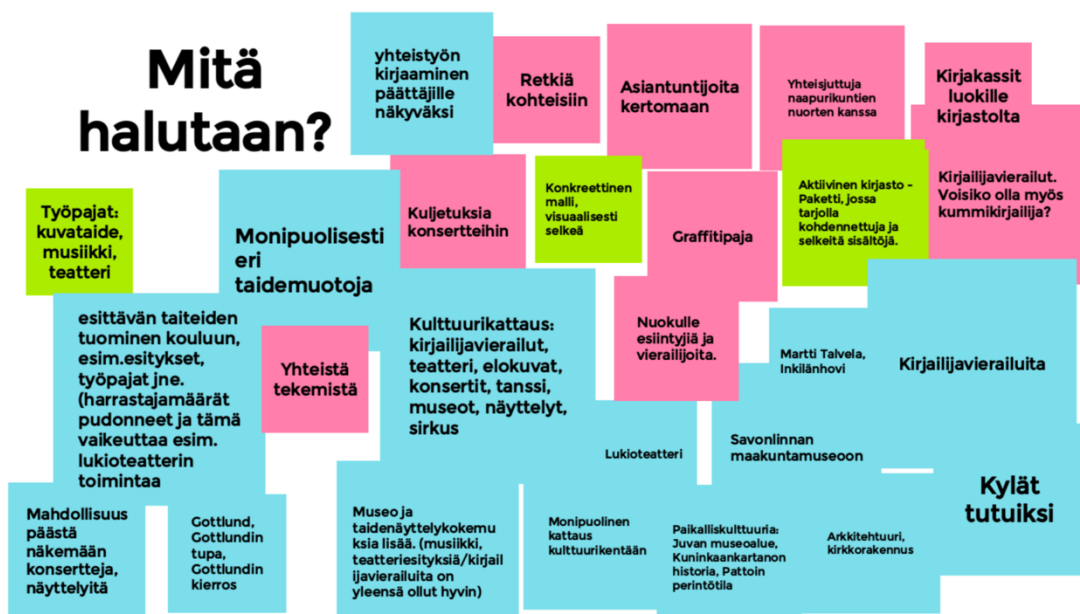 Mitä
halutaan?
yhteistyön
kirjaaminen
päättäjille
näkyväksi
Retkiä
kohteisiin
Asiantuntijoita
kertomaan
Yhteisjuttuja
naapurikuntien
nuorten kanssa
Kirjakassit
luokille
kirjastolta
Työpajat:
kuvataide,
musiikki,
teatteri
Monipuolisesti
eri
taidemuotoja
Kuljetuksia
konsertteihin
Konkreettinen
malli,
visuaalisesti
selkeä
Graffitipaja
Aktiivinen kirjasto -
Paketti, jossa
tarjolla
kohdennettuja ja
selkeitä sisältöjä.
Kirjailijavierailut.
Voisiko olla myös
kummikirjailija?
esittävän taiteiden
tuominen kouluun,
esim.esitykset,
työpajat jne.
(harrastajamäärät
pudonneet ja tämä
vaikeuttaa esim.
lukioteatterin
toimintaa
Yhteistä
tekemistä
Kulttuurikattaus:
kirjailijavierailut,
teatteri, elokuvat,
konsertit, tanssi,
museot, näyttelyt,
sirkus
Nuokulle
esiintyjiä ja
vierailijoita.
Martti Talvela,
Inkilänhovi
Kirjailijavierailuita
Lukioteatteri
Savonlinnan
maakuntamuseoon
Kylät
tutuiksi
Mahdollisuus
päästä
näkemään
konsertteja,
näyttelyitä
Gottlund,
Gottlundin
tupa,
Gottlundin
kierros
Museo ja
taidenäyttelykokemu
ksia lisää. (musiikki,
teatteriesityksiä/kirjail
ijavierailuita on
yleensä ollut hyvin)
Monipuolinen
kattaus
kulttuurikentään
Paikalliskulttuuria:
Juvan museoalue,
Kuninkaankartanon
historia, Pattoin
perintötila
Arkkitehtuuri,
kirkkorakennus